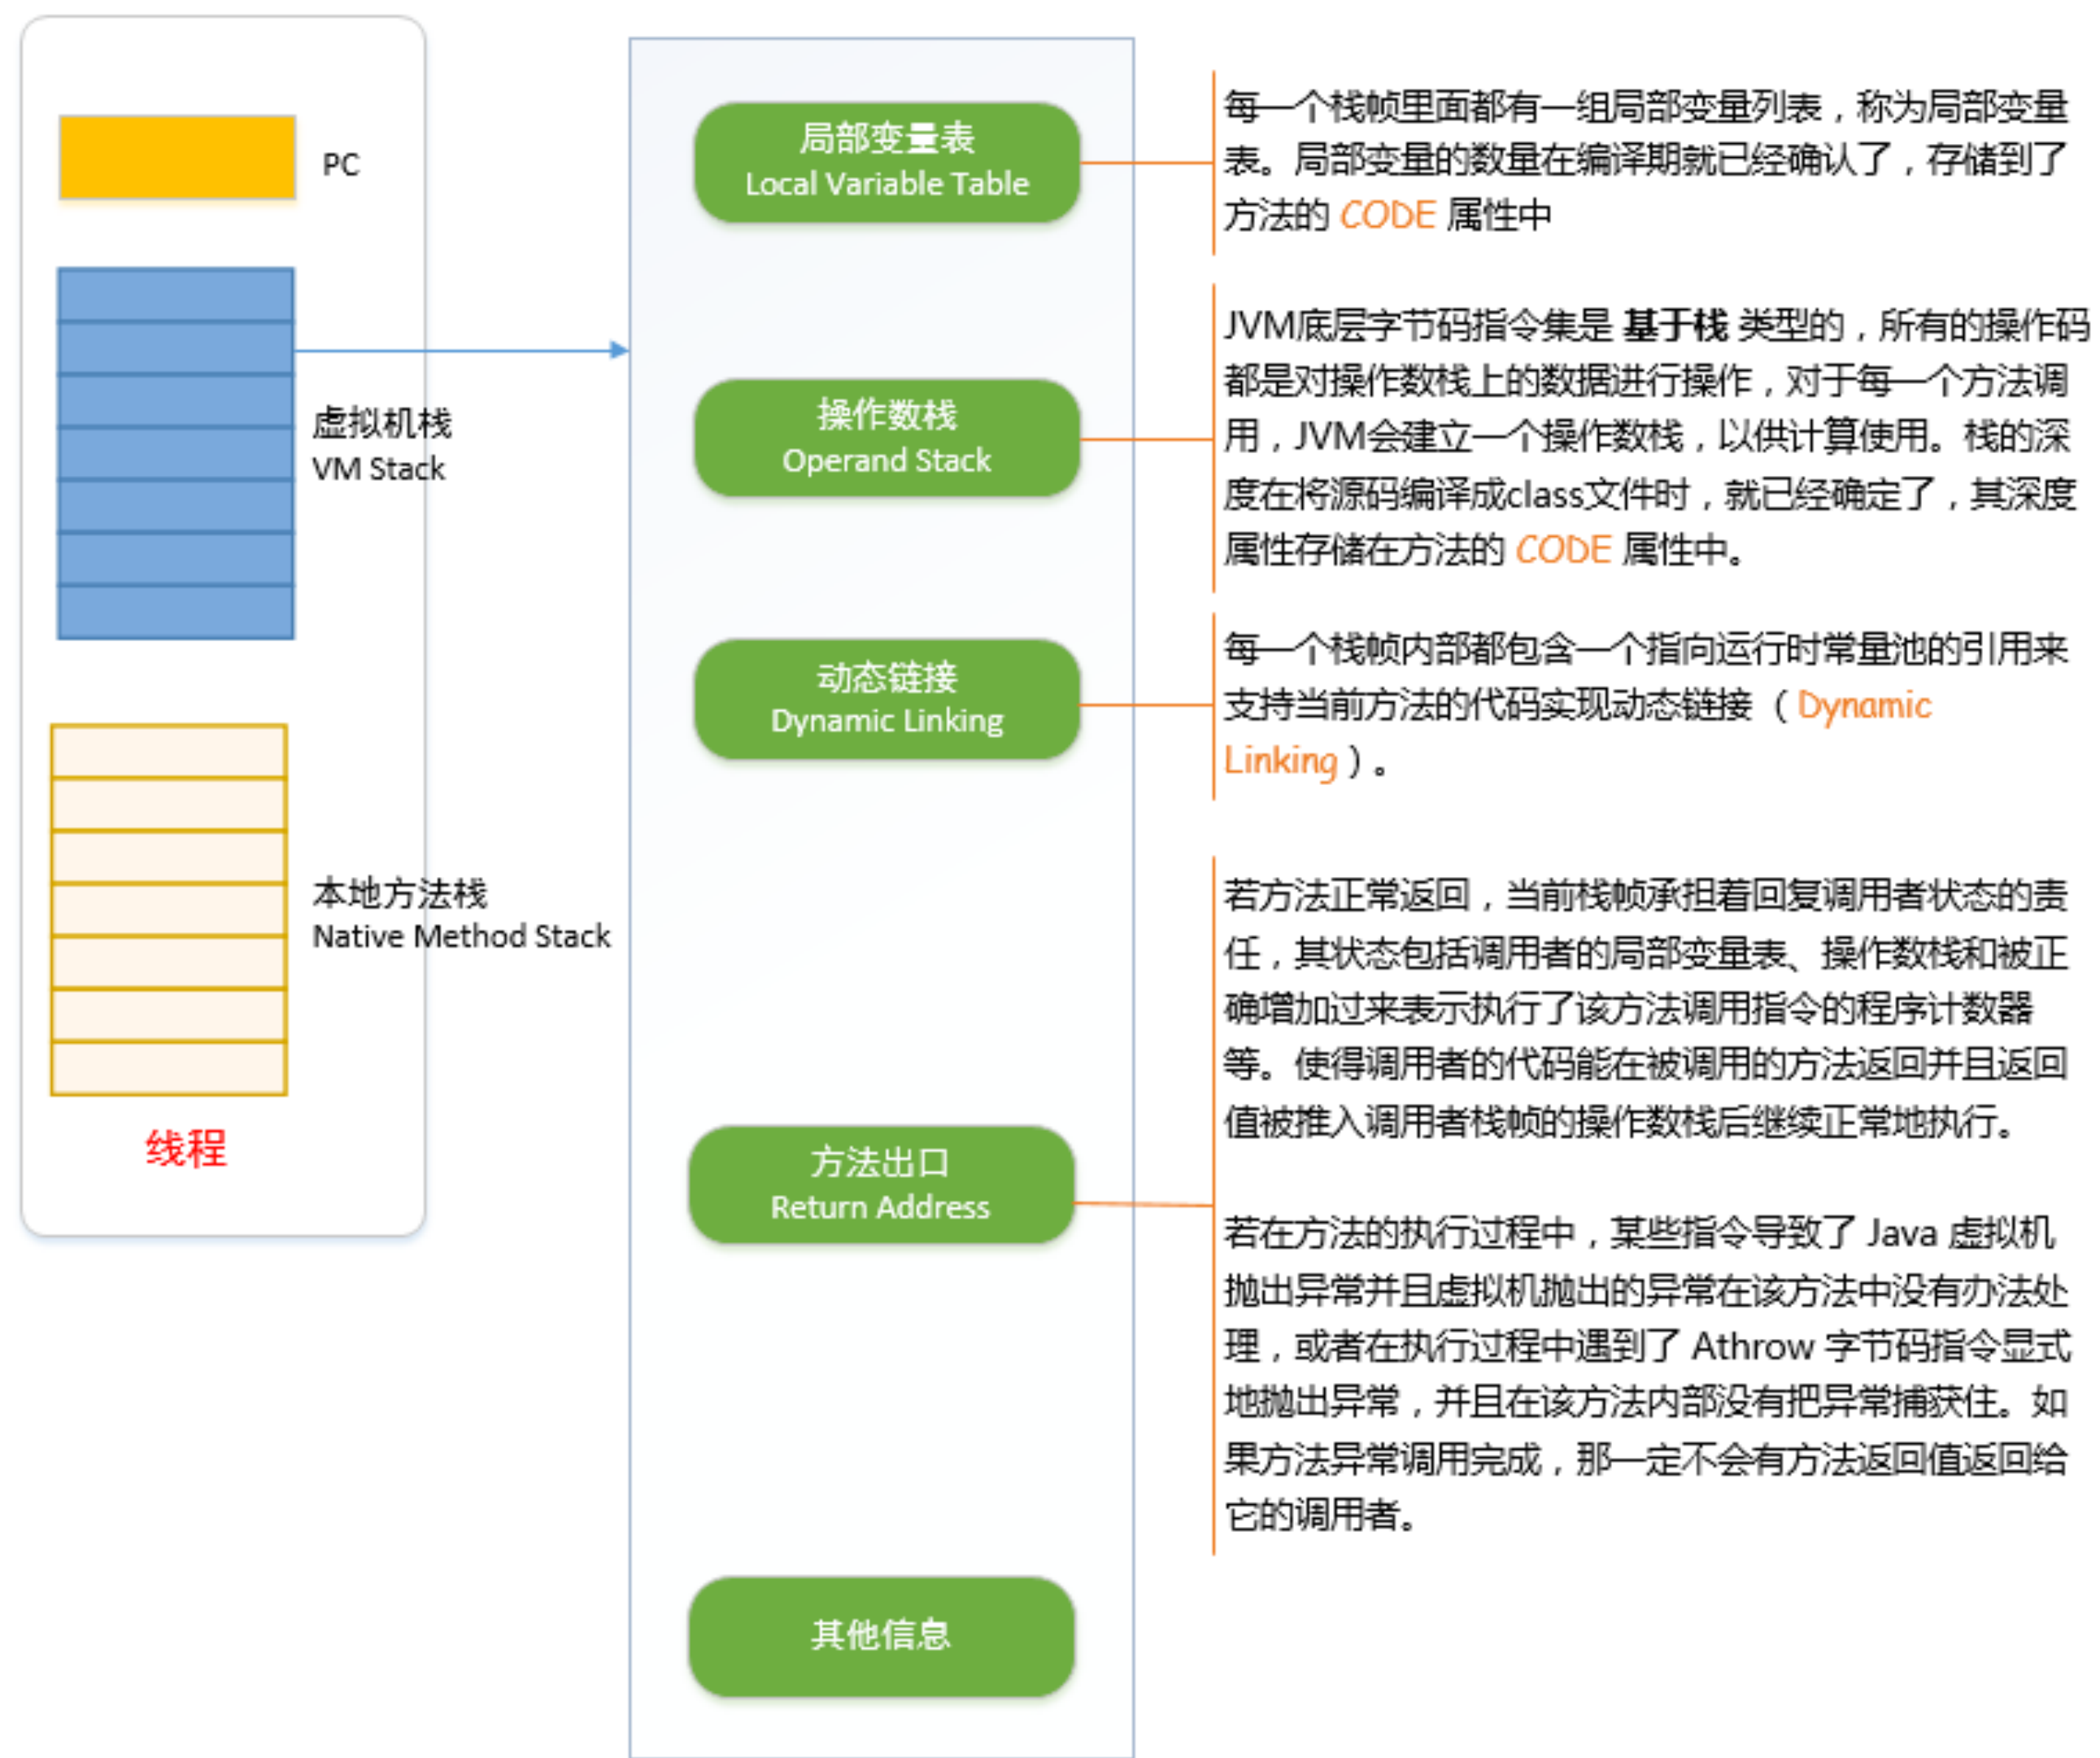 PC
虚拟机栈
VM Stack
本地方法栈
Native Method Stack
线程
局部变量表
Local Variable Table
每一个栈帧里面都有一组局部变量列表，称为局部变量
表。局部变量的数量在编译期就已经确认了，存储到了
方法的 CODE 属性中
操作数栈
Operand Stack
JVM底层字节码指令集是 基于栈 类型的，所有的操作码
都是对操作数栈上的数据进行操作，对于每一个方法调
用，JVM会建立一个操作数栈，以供计算使用。栈的深
度在将源码编译成class文件时，就已经确定了，其深度
属性存储在方法的 CODE 属性中。
动态链接
Dynamic Linking
每一个栈帧内部都包含一个指向运行时常量池的引用来
支持当前方法的代码实现动态链接（ Dynamic
Linking ）。
方法出口
Return Address
若方法正常返回，当前栈帧承担着回复调用者状态的责
任，其状态包括调用者的局部变量表、操作数栈和被正
确增加过来表示执行了该方法调用指令的程序计数器
等。使得调用者的代码能在被调用的方法返回并且返回
值被推入调用者栈帧的操作数栈后继续正常地执行。
若在方法的执行过程中，某些指令导致了 Java 虚拟机
抛出异常并且虚拟机抛出的异常在该方法中没有办法处
理，或者在执行过程中遇到了 Athrow 字节码指令显式
地抛出异常，并且在该方法内部没有把异常捕获住。如
果方法异常调用完成，那一定不会有方法返回值返回给
它的调用者。
其他信息